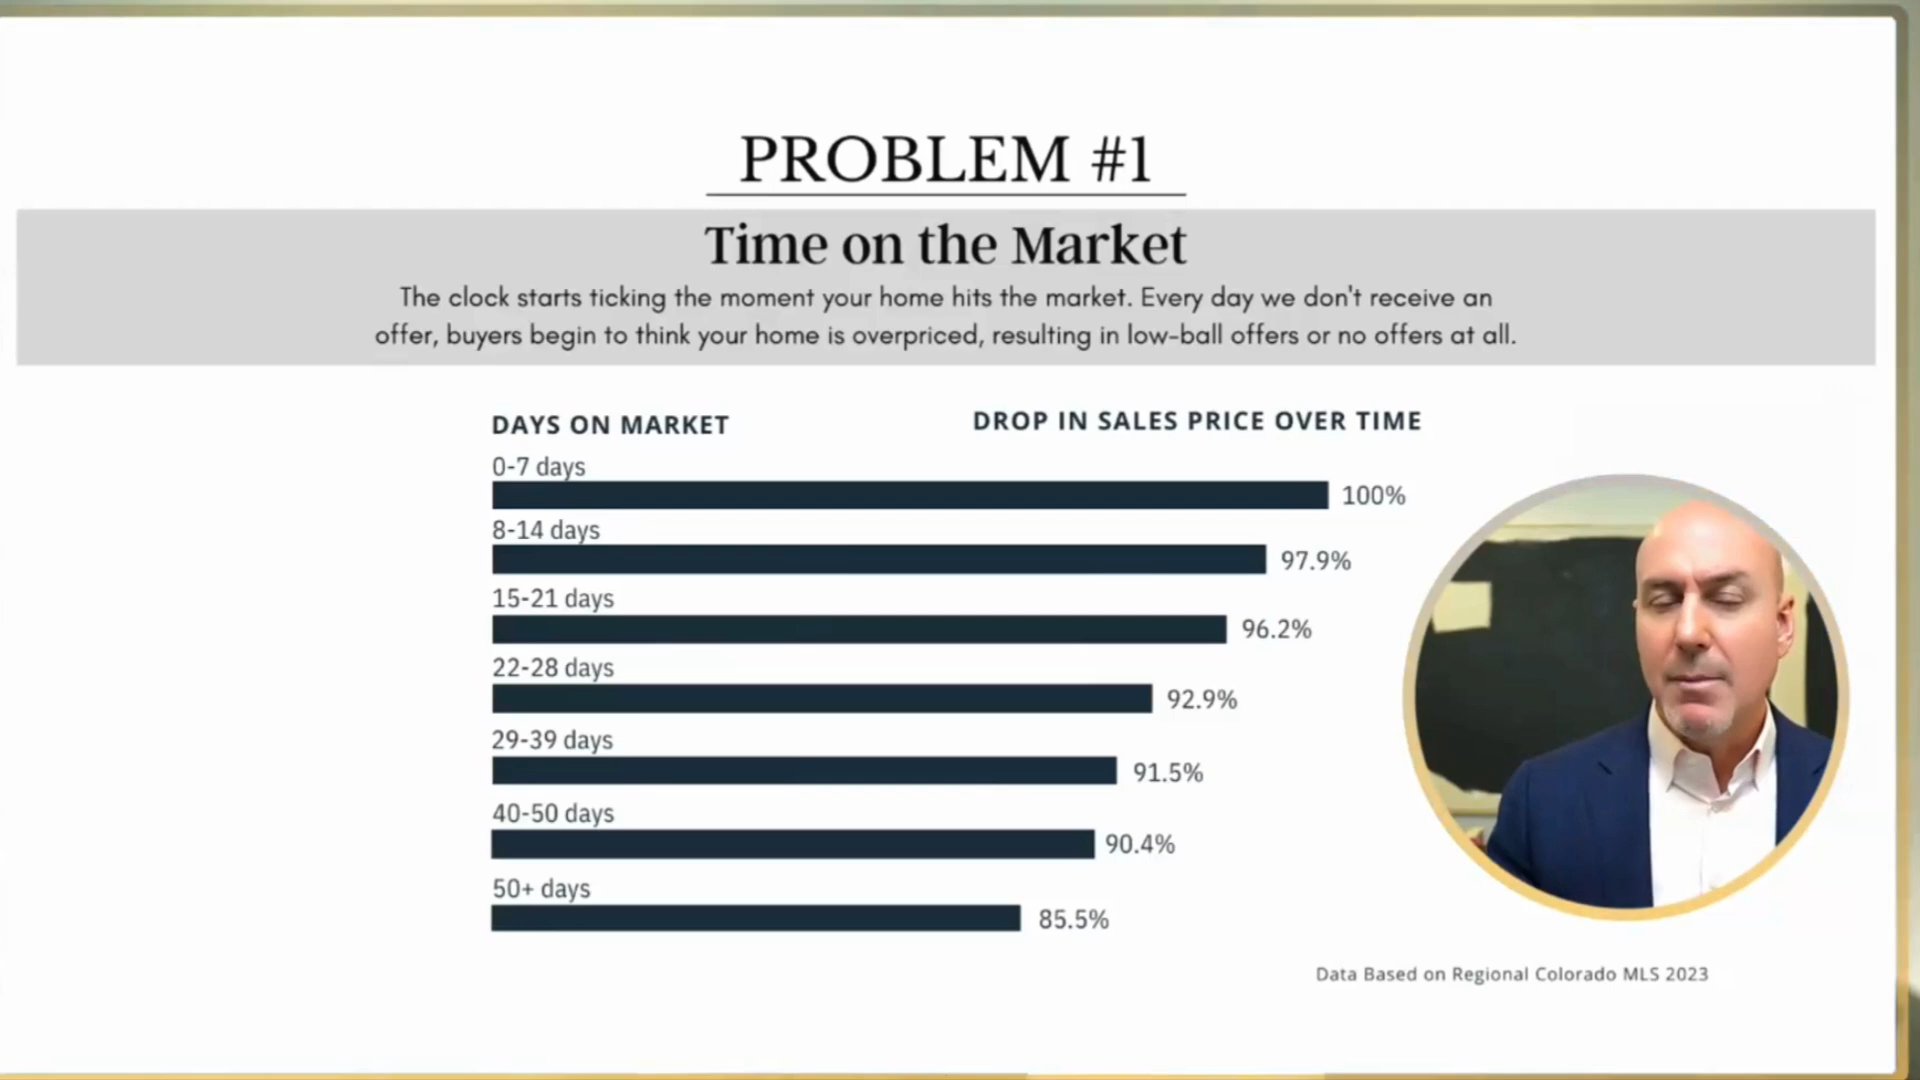 PROBLEM #1
Time on the Market
The clock starts ticking the moment your home hits the market. Every day we don't receive an
offer, buyers begin to think your home is overpriced, resulting in low-ball offers or no offers at all.
DAYS ON MARKET
DROP IN SALES PRICE OVER TIME
0-7 days
100%
8-14 days
97.9%
15-21 days
96.2%
22-28 days
92.9%
29-39 days
91.5%
40-50 days
90.4%
50+ days
85.5%
Data Based on Regional Colorado MLS 2023